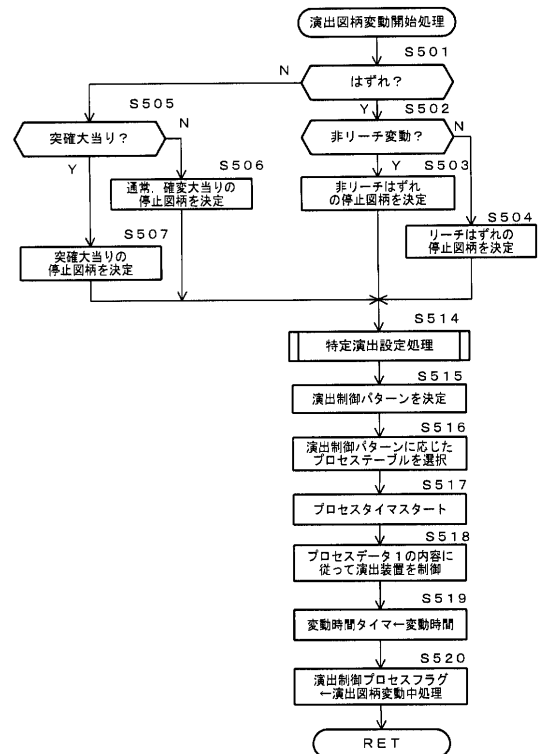 演出図柄変動開始処理
S501
はずれ？
N
Y
S502
S505
突確大当り？
N
Y
非リーチ変動？
N
Y
S506
通常，確変大当りの
停止図柄を決定
S503
非リーチはずれ
の停止図柄を決定
S507
突確大当りの
停止図柄を決定
S504
リーチはずれの
停止図柄を決定
S514
特定演出設定処理
S515
演出制御パターンを決定
S516
演出制御パターンに応じた
プロセステーブルを選択
S517
プロセスタイマスタート
S518
プロセスデータ1の内容に
従って演出装置を制御
S519
変動時間タイマ←変動時間
S520
演出制御プロセスフラグ
←演出図柄変動中処理
RET